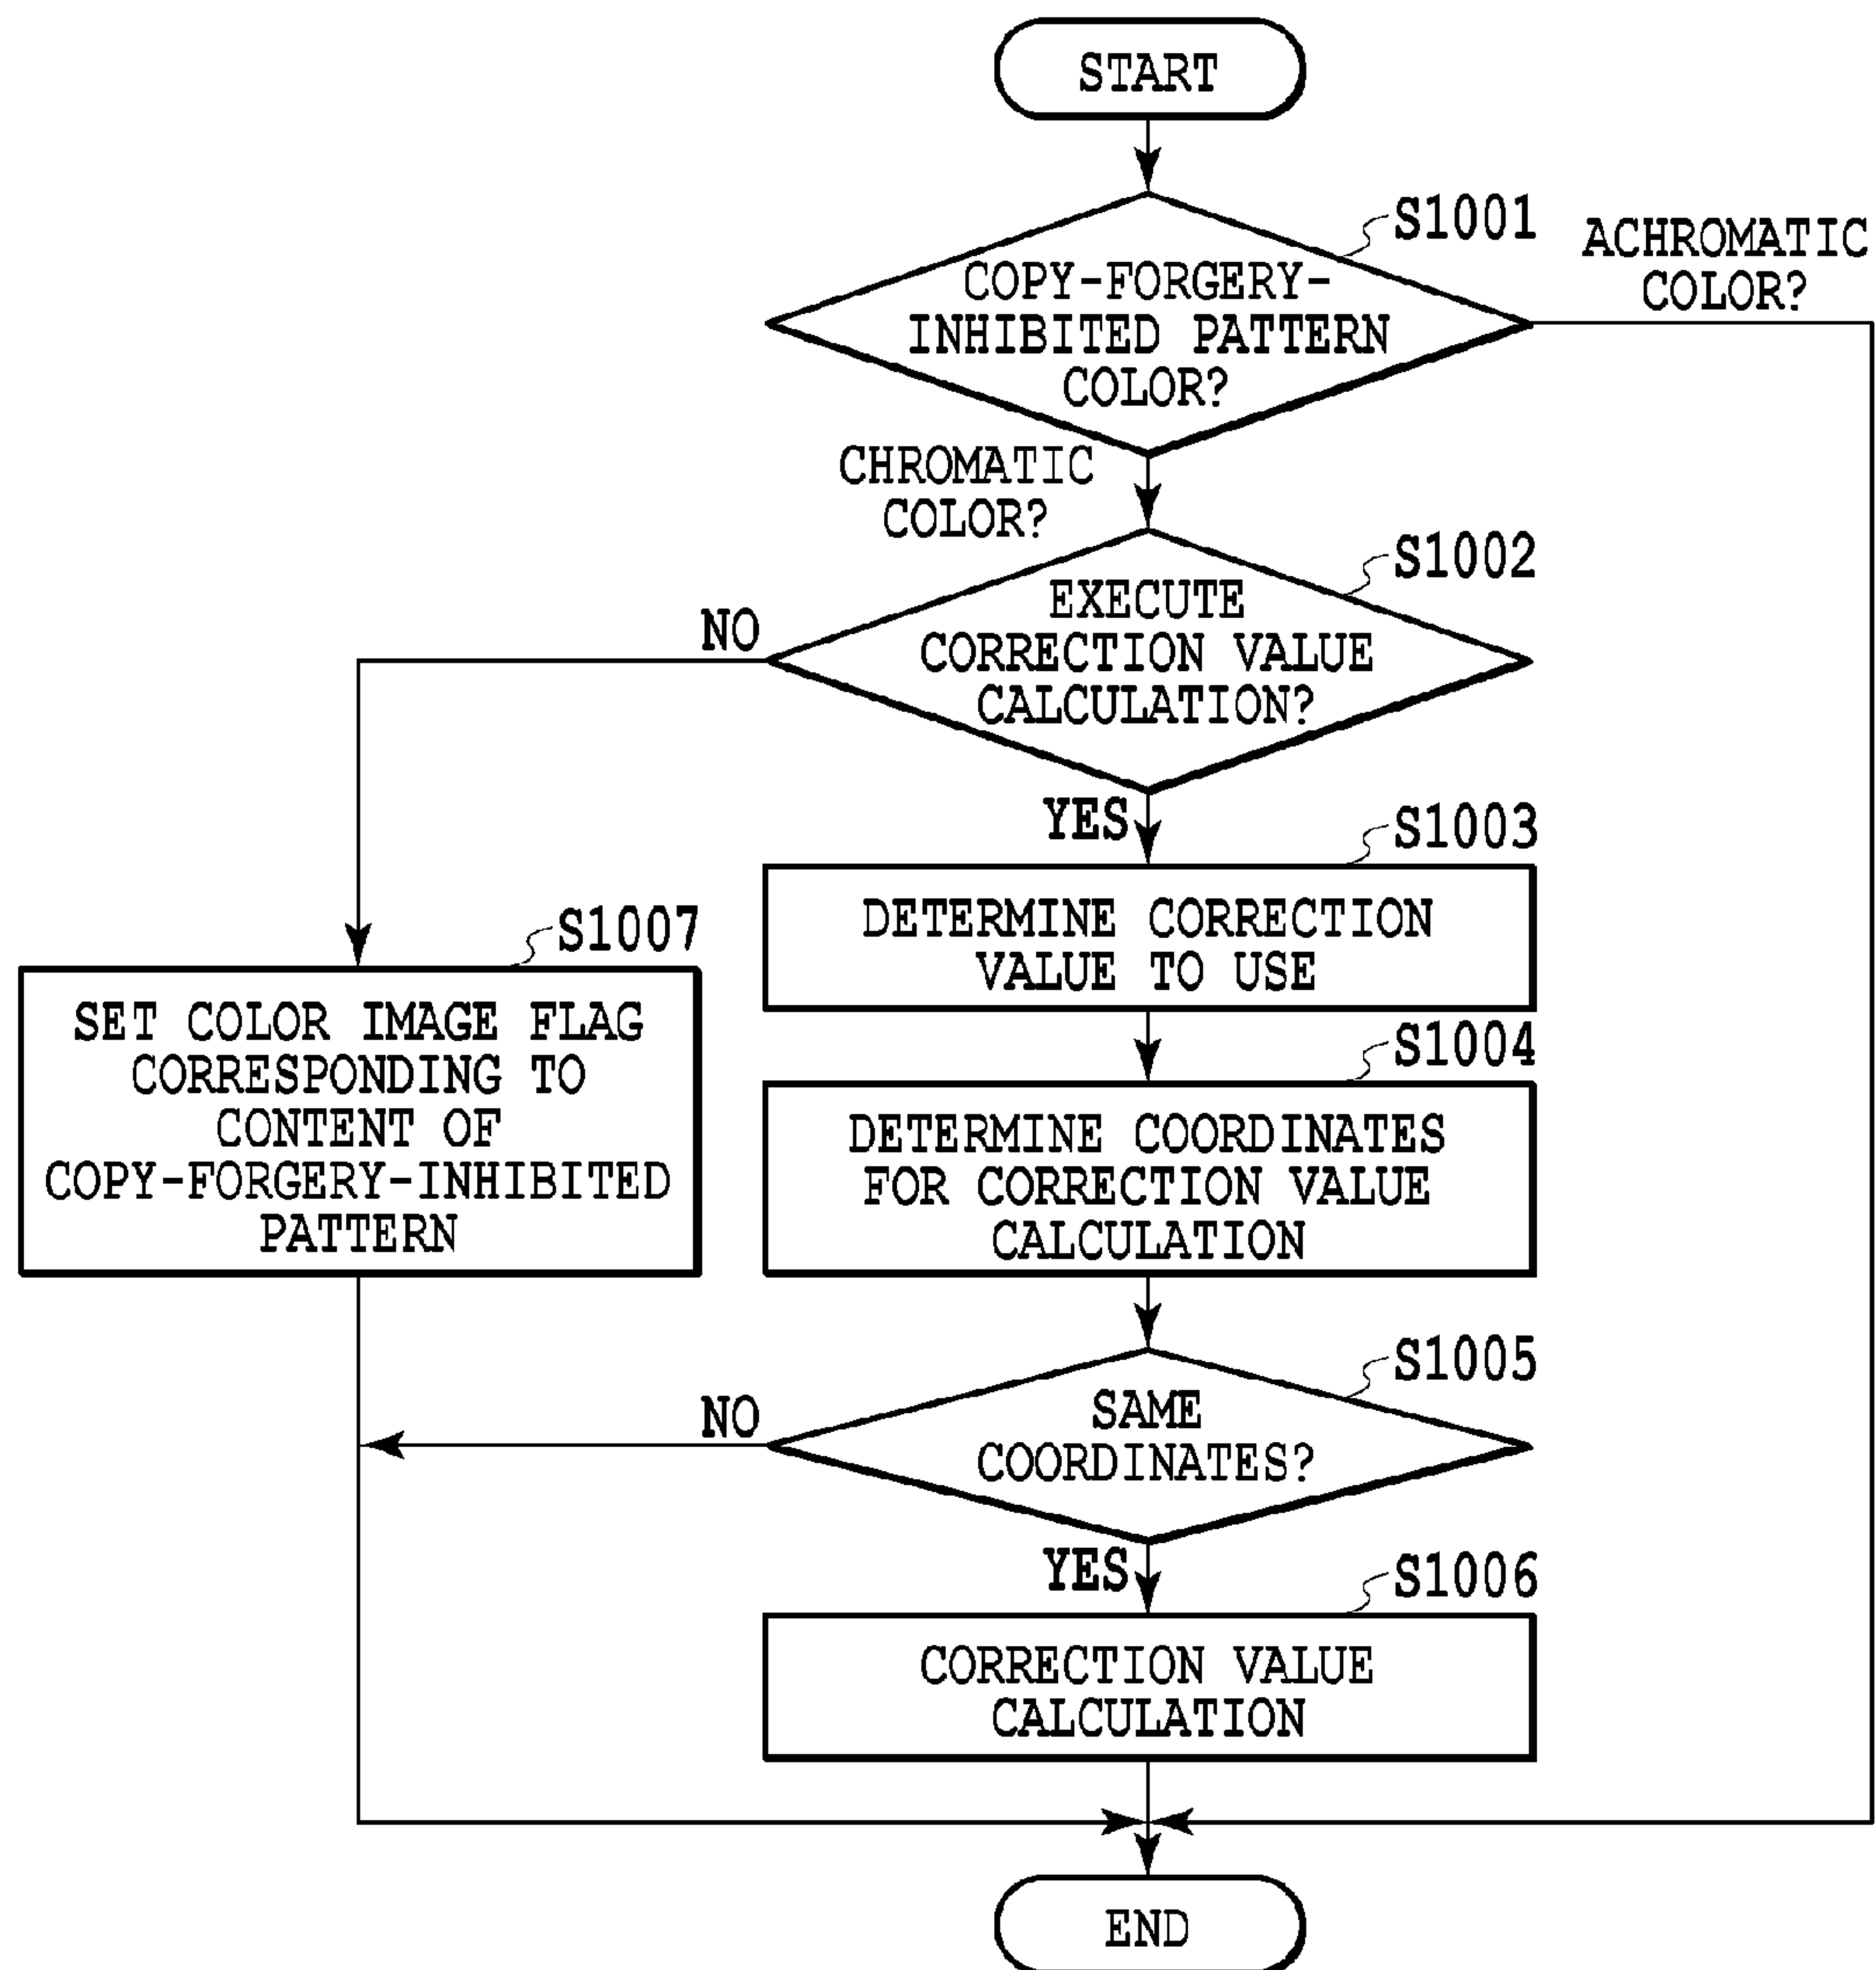 START
S1001
ACHROMATIC
COLOR?
COPY-FORGERY-
INHIBITED PATTERN
COLOR?
CHROMATIC
COLOR?
S1002
EXECUTE
CORRECTION VALUE
CALCULATION?
NO
YES
S1003
DETERMINE CORRECTION
VALUE TO USE
S1007
SET COLOR IMAGE FLAG
CORRESPONDING TO
CONTENT OF
COPY-FORGERY-INHIBITED
PATTERN
S1004
DETERMINE COORDINATES
FOR CORRECTION VALUE
CALCULATION
S1005
SAME
COORDINATES?
NO
YES
S1006
CORRECTION VALUE
CALCULATION
END